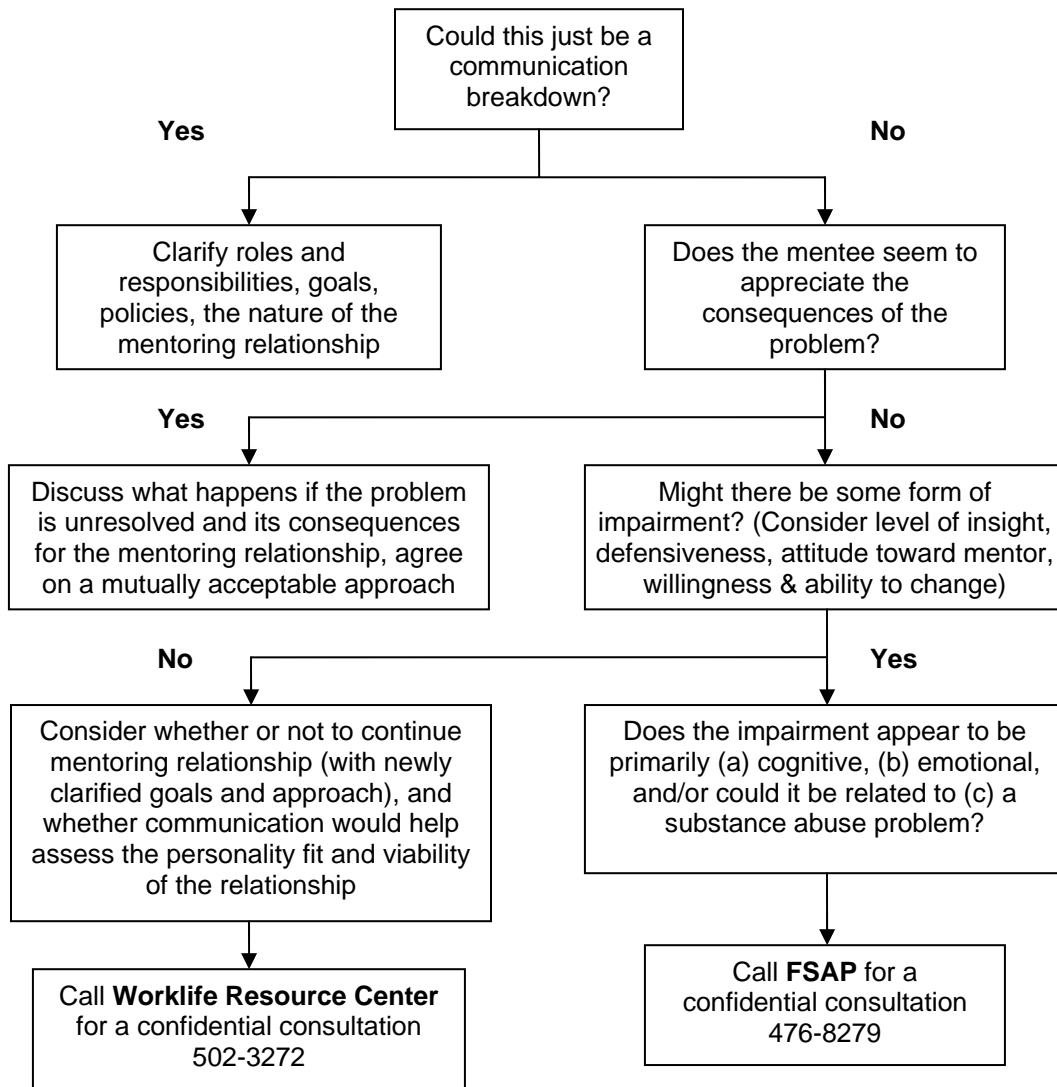 Could this just be a
communication
breakdown?
Yes
No
Clarify roles and
responsibilities, goals,
policies, the nature of the
mentoring relationship
Does the mentee seem to
appreciate the
consequences of the
problem?
Yes
No
Discuss what happens if the problem
is unresolved and its consequences
for the mentoring relationship, agree
on a mutually acceptable approach
Might there be some form of
impairment? (Consider level of insight,
defensiveness, attitude toward mentor,
willingness & ability to change)
No
Yes
Consider whether or not to continue
mentoring relationship (with newly
clarified goals and approach), and
whether communication would help
assess the personality fit and viability
of the relationship
Does the impairment appear to be
primarily (a) cognitive, (b) emotional,
and/or could it be related to (c) a
substance abuse problem?
Call Worklife Resource Center
for a confidential consultation
502-3272
Call FSAP for a
confidential consultation
476-8279